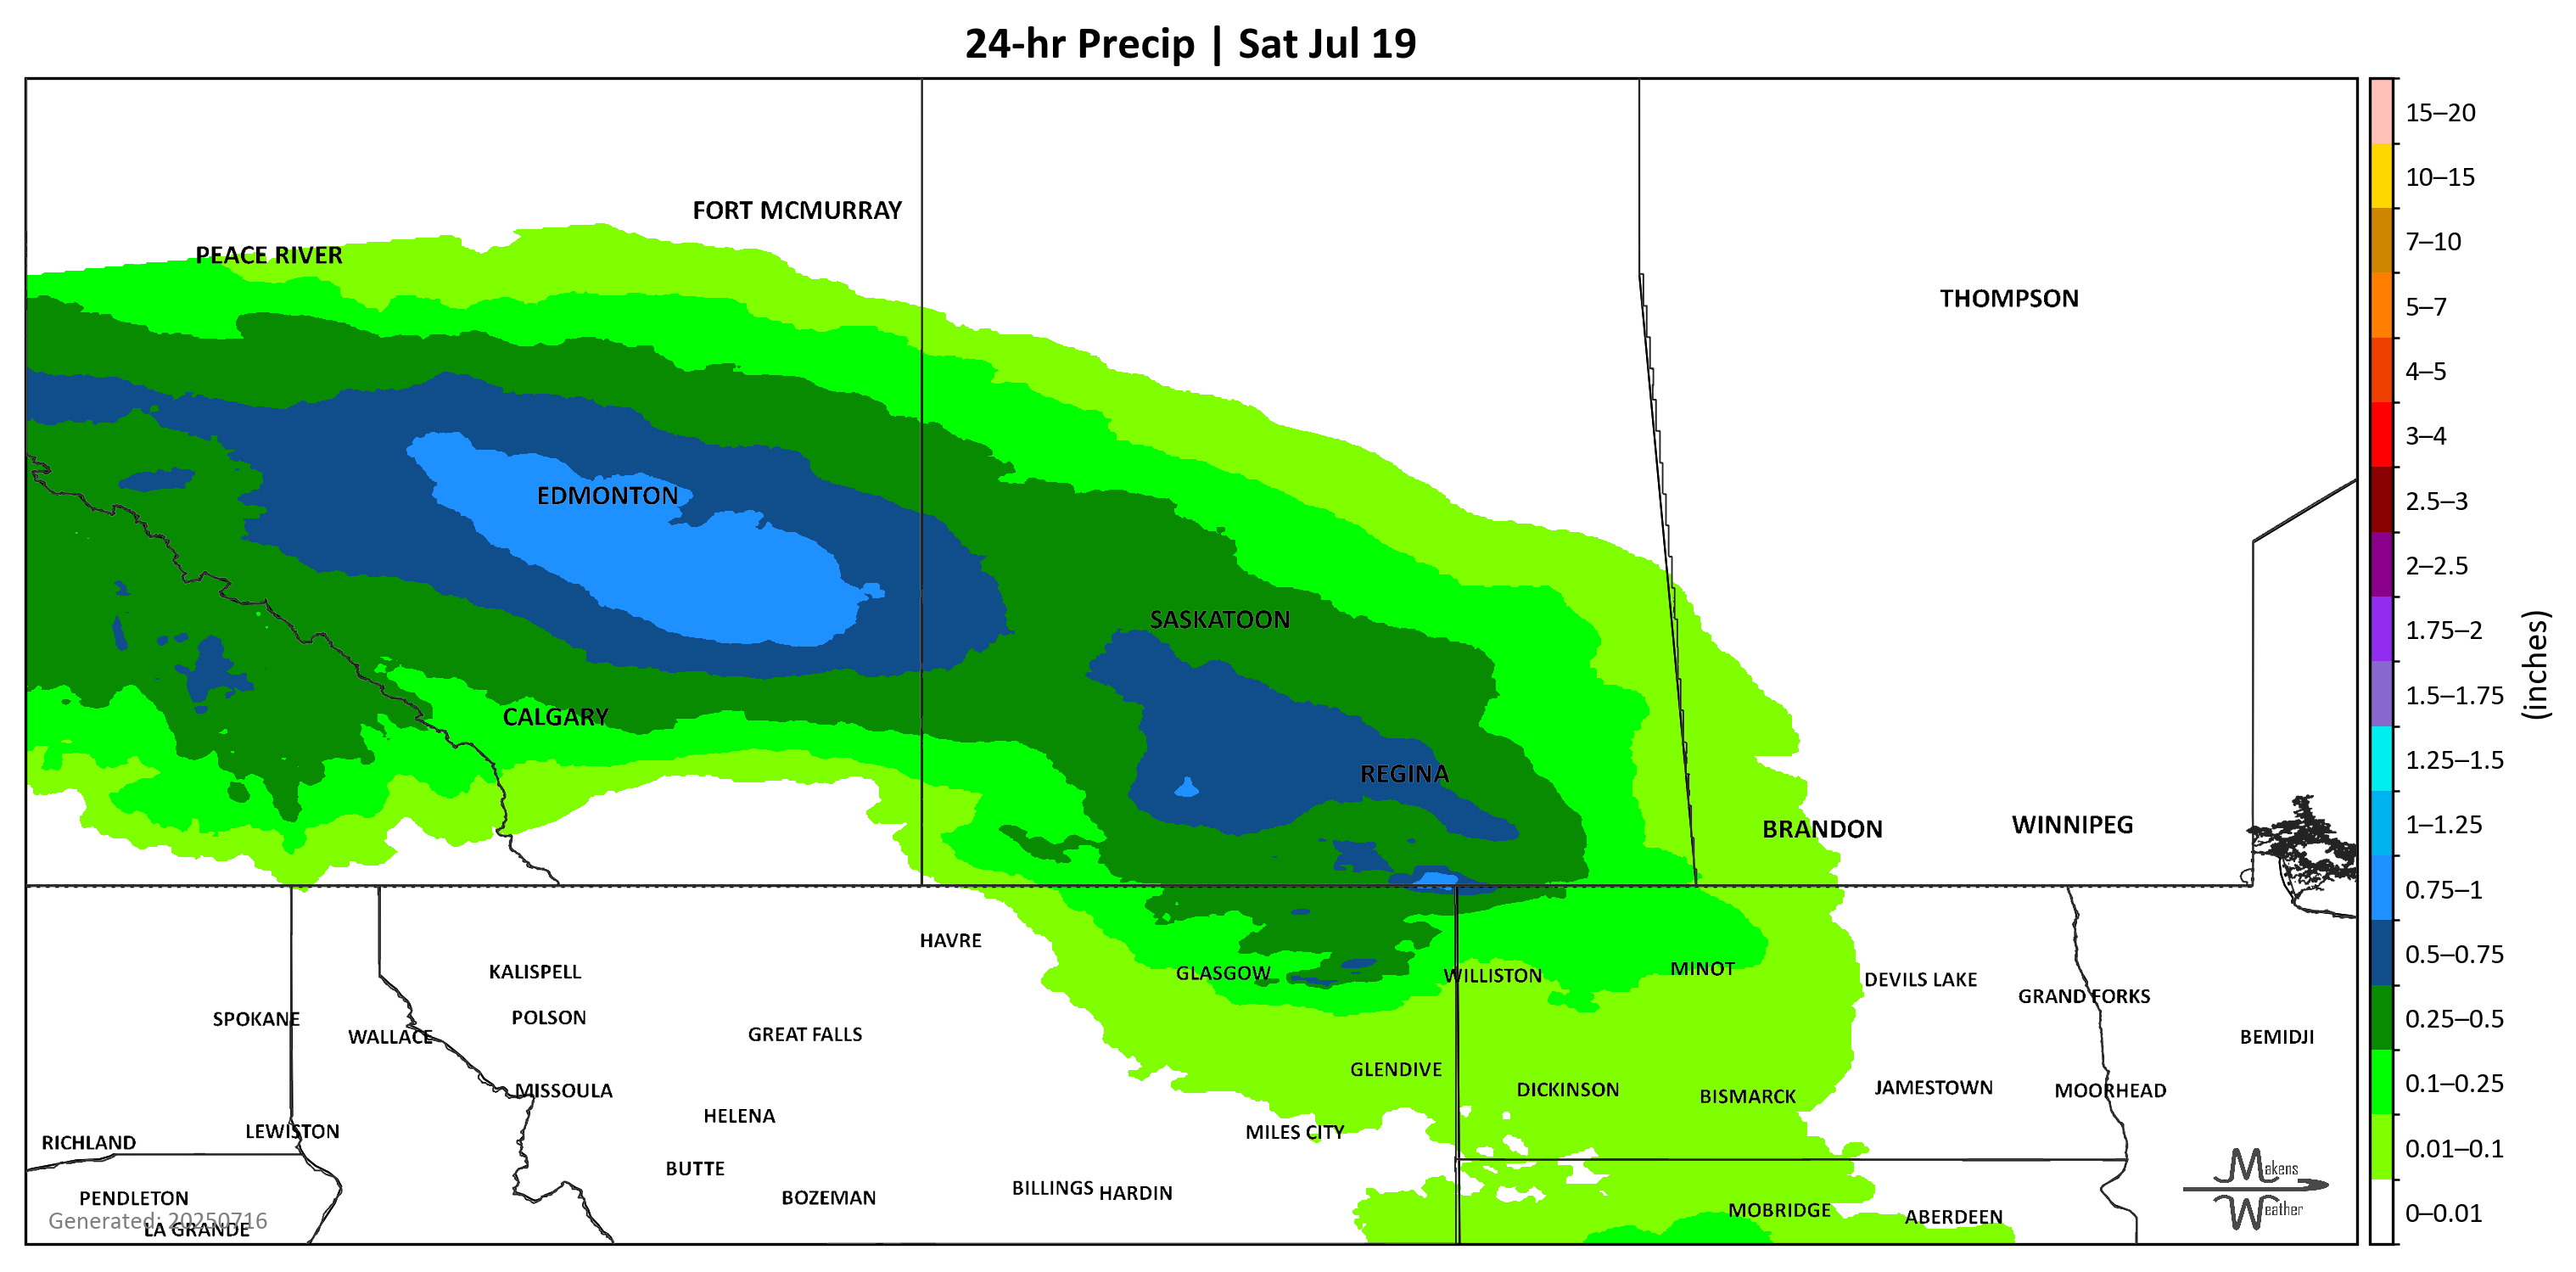 24-hr Precip | Sat Jul 19
FORT MCMURRAY
PEACE RIVER
THOMPSON
EDMONTON
SASKATOON
CALGARY
REGINA
BRANDON
WINNIPEG
HAVRE
KALISPELL
GLASGOW
WILLISTON
MINOT
DEVILS LAKE
GRAND FORKS
SPOKANE
POLSON
WALLACE
GREAT FALLS
BEMIDJI
GLENDIVE
MISSOULA
DICKINSON
BISMARCK
JAMESTOWN
MOORHEAD
HELENA
LEWISTON
MILES CITY
RICHLAND
BUTTE
BILLINGS
HARDIN
PENDLETON
BOZEMAN
MOBRIDGE
ABERDEEN
Generated: 20250716
LA GRANDE
Makens
Weather
15–20
10–15
7–10
5–7
4–5
3–4
2.5–3
2–2.5
1.75–2
1.5–1.75
1.25–1.5
1–1.25
0.75–1
0.5–0.75
0.25–0.5
0.1–0.25
0.01–0.1
0–0.01
(inches)